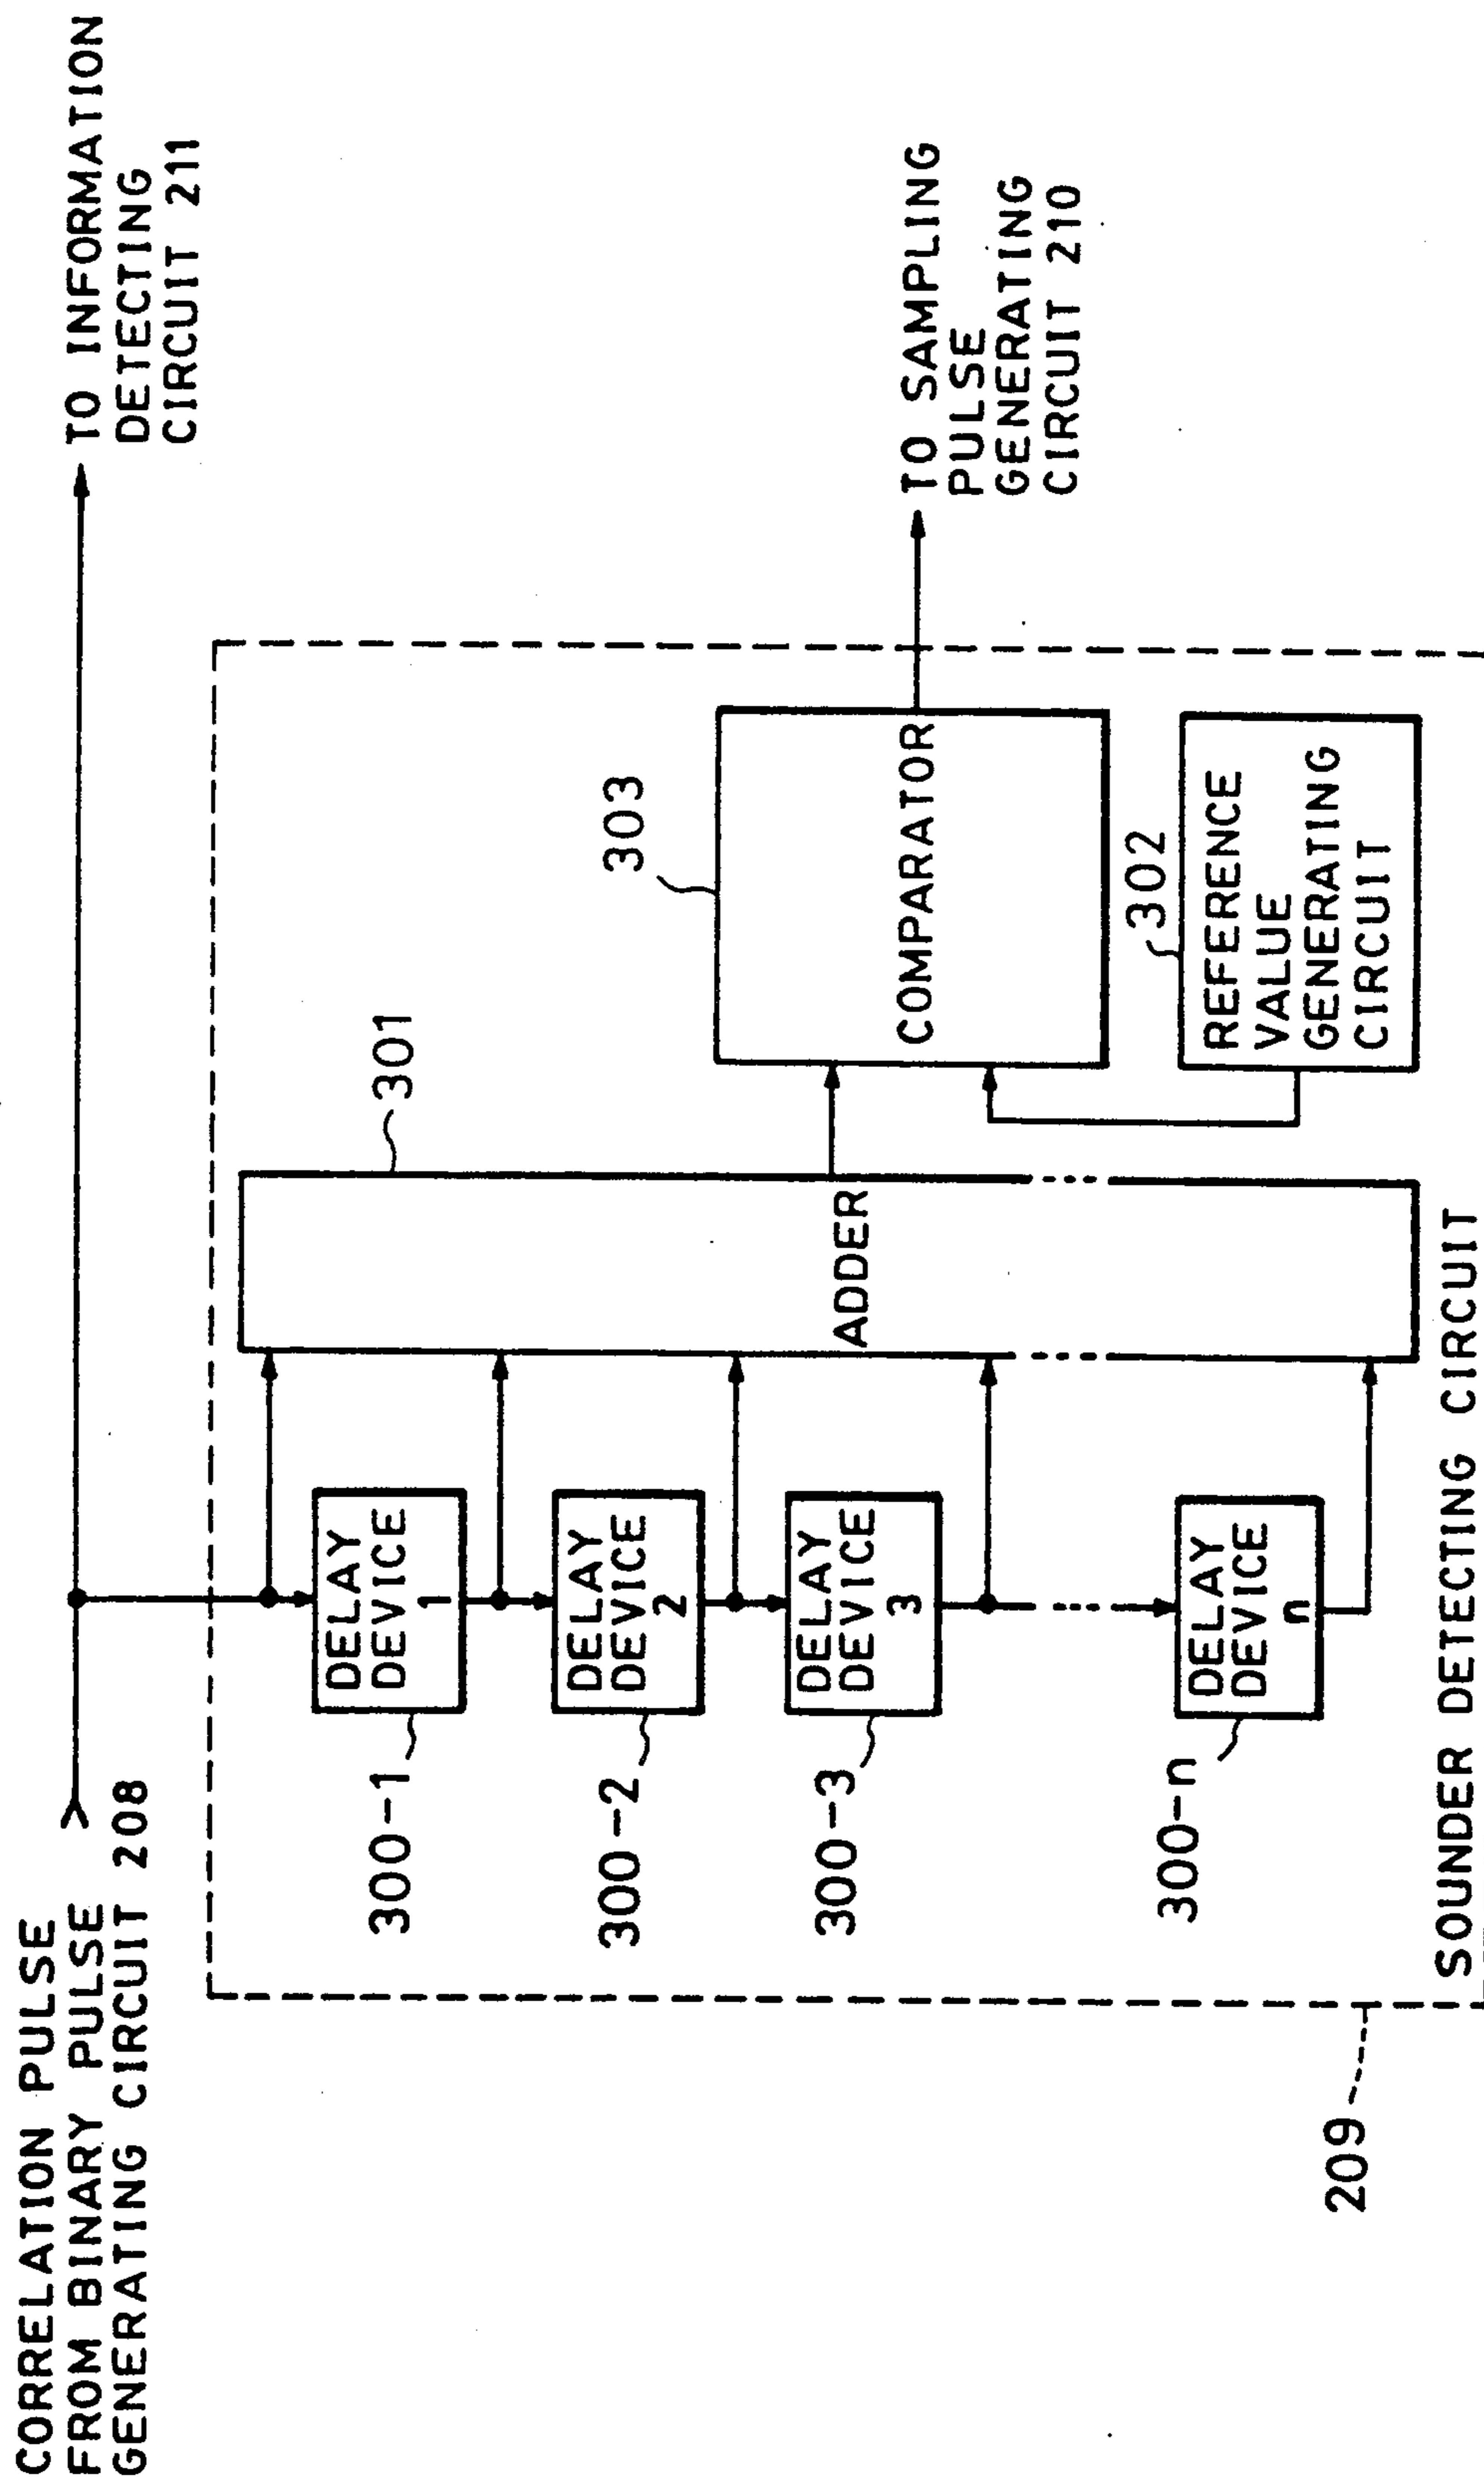 CORRELATION PULSE
FROM BINARY PULSE
GENERATING CIRCUIT 208
TO INFORMATION
DETECTING
CIRCUIT 211
300-1
DELAY
DEVICE
1
300-2
DELAY
DEVICE
2
300-3
DELAY
DEVICE
3
300-n
DELAY
DEVICE
n
301
ADDER
303
COMPARATOR
302
REFERENCE
VALUE
GENERATING
CIRCUIT
TO SAMPLING
PULSE
GENERATING
CIRCUIT 210
209
SOUNDER DETECTING CIRCUIT